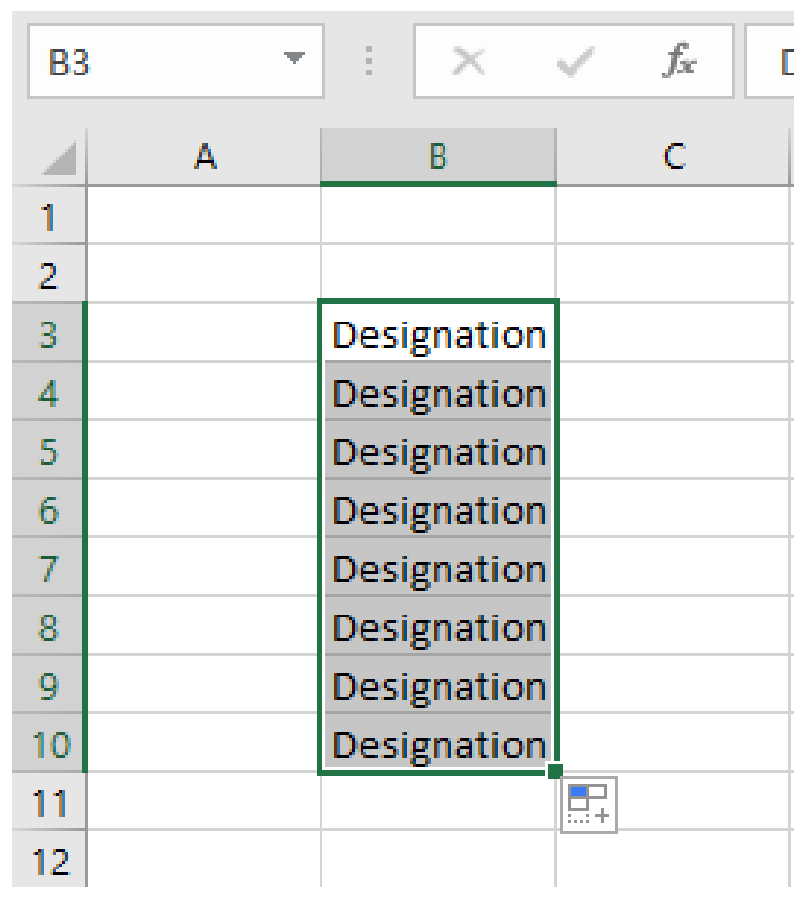 B3 fx D
A B C
1
2
3 Designation
4 Designation
5 Designation
6 Designation
7 Designation
8 Designation
9 Designation
10 Designation
11
12